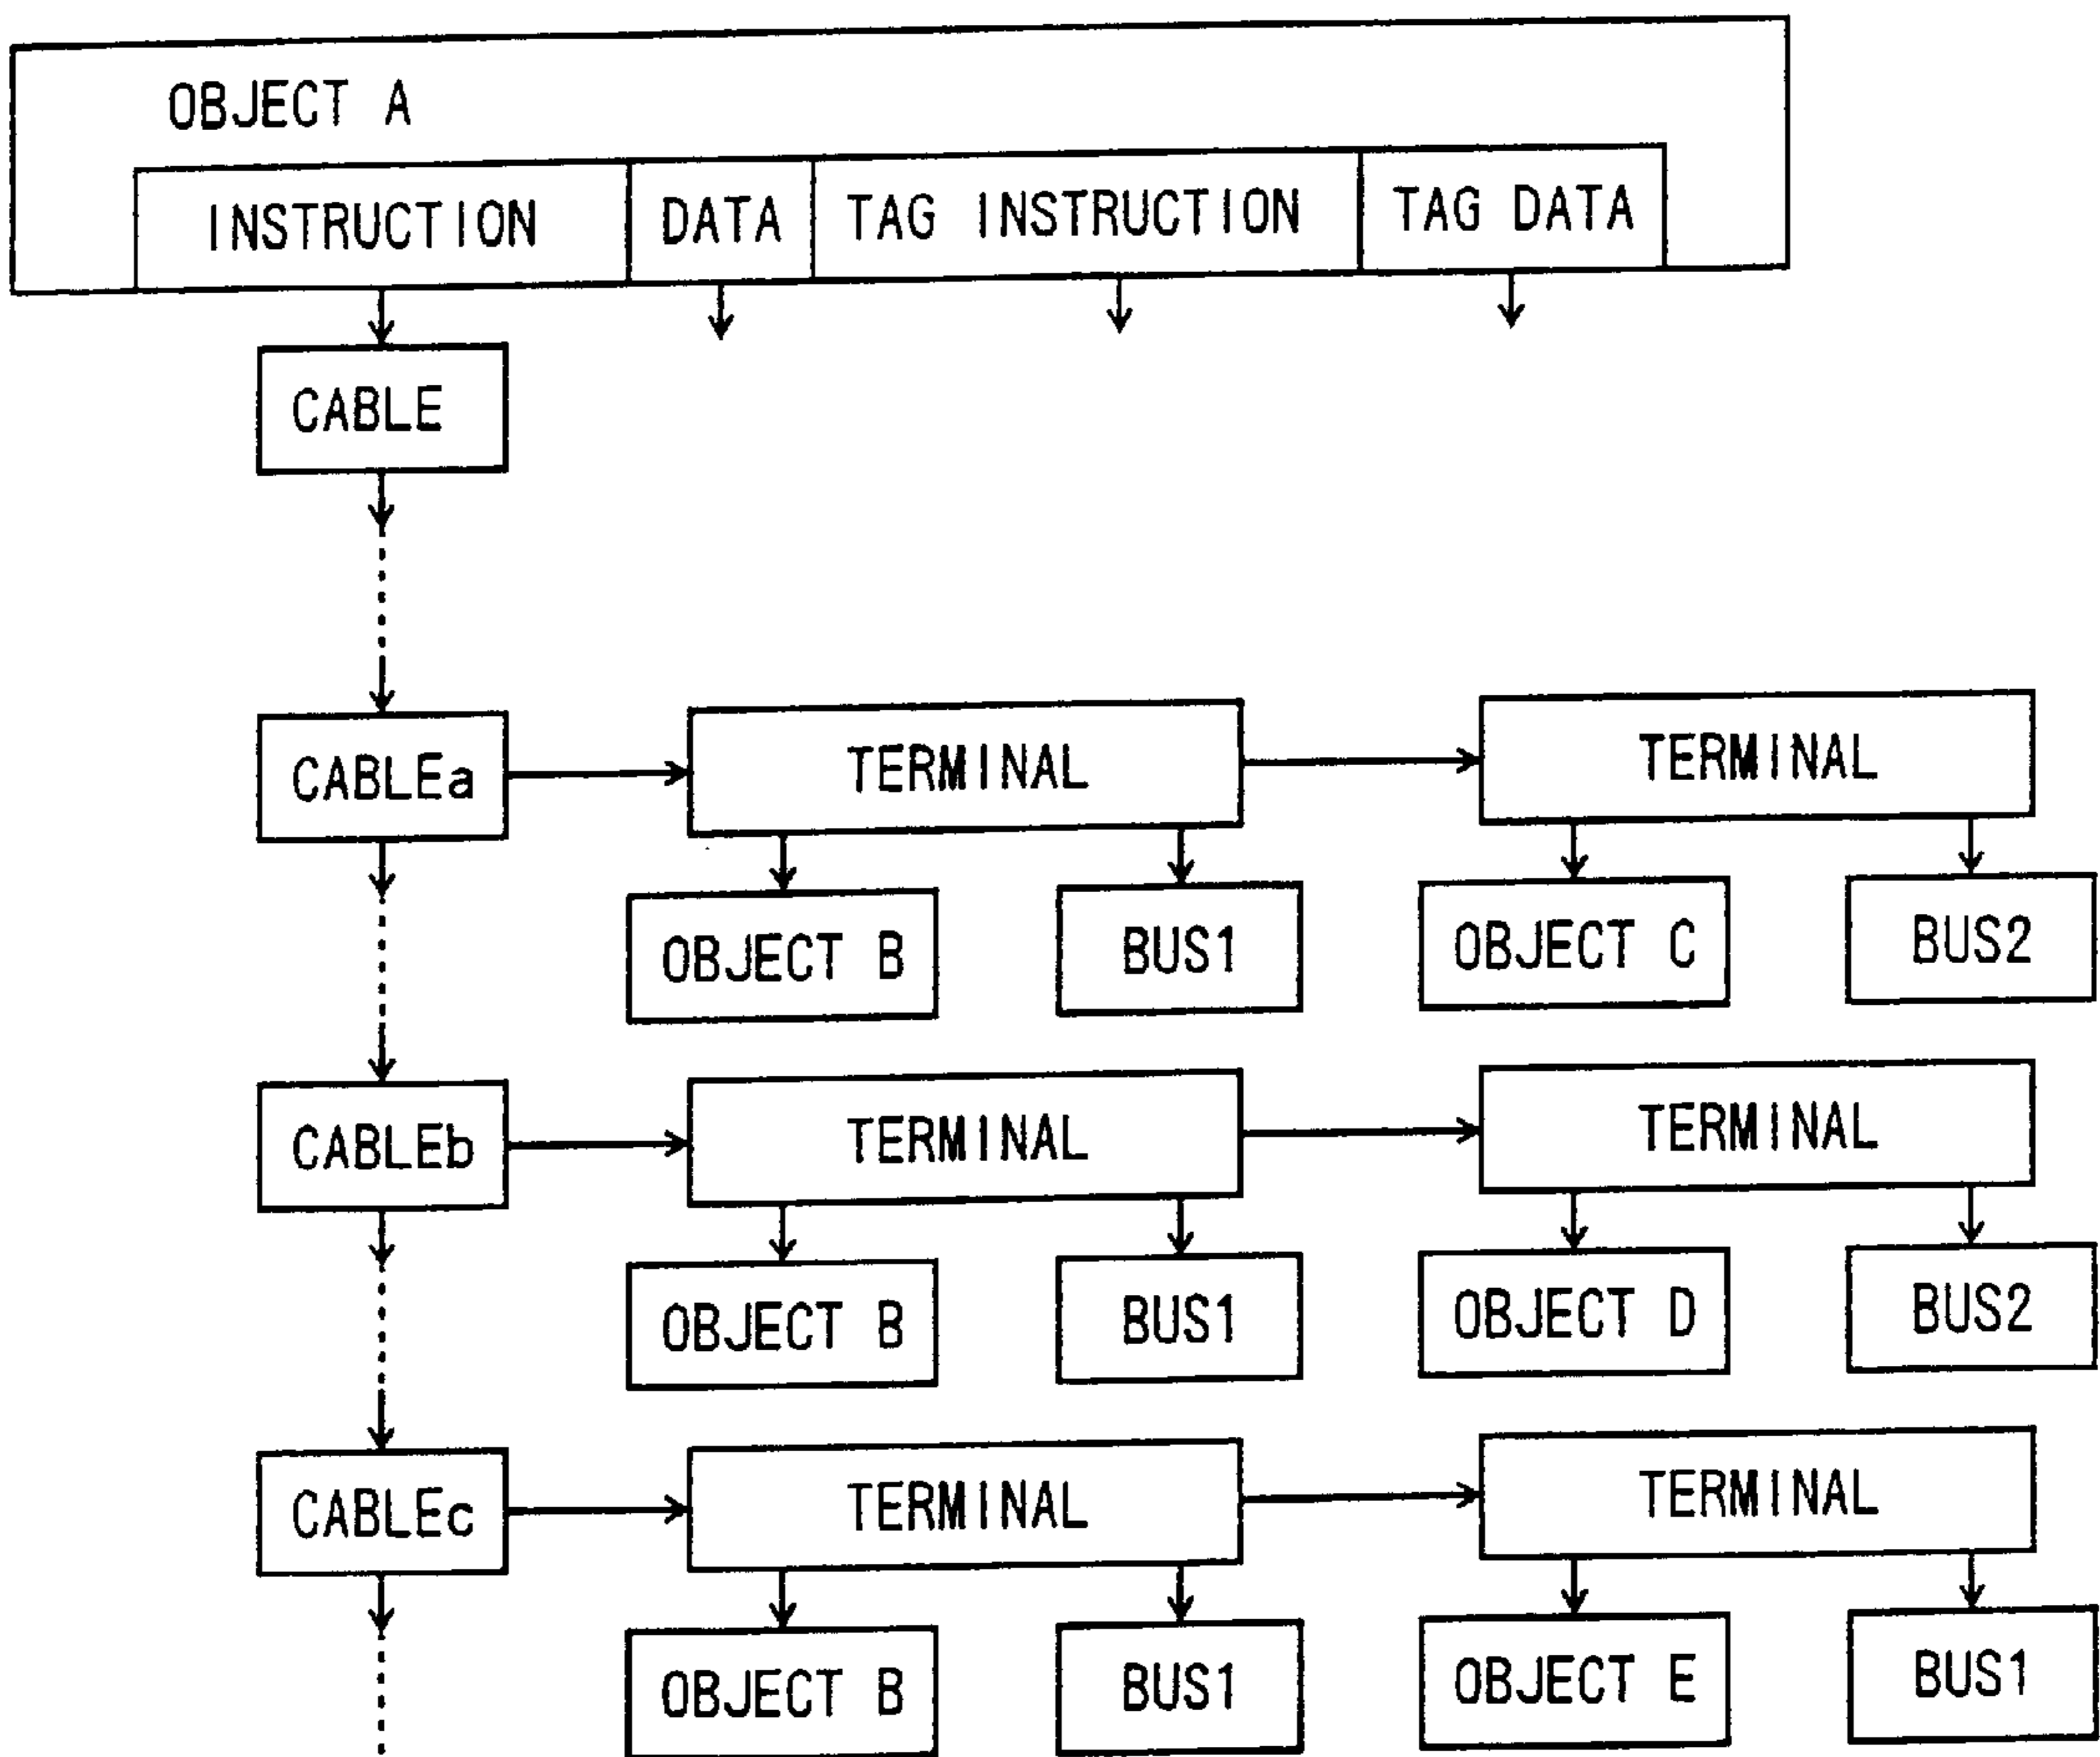 OBJECT A
INSTRUCTION DATA TAG INSTRUCTION TAG DATA
CABLE
CABLEa TERMINAL TERMINAL
OBJECT B BUS1 OBJECT C BUS2
CABLEb TERMINAL TERMINAL
OBJECT B BUS1 OBJECT D BUS2
CABLEc TERMINAL TERMINAL
OBJECT B BUS1 OBJECT E BUS1